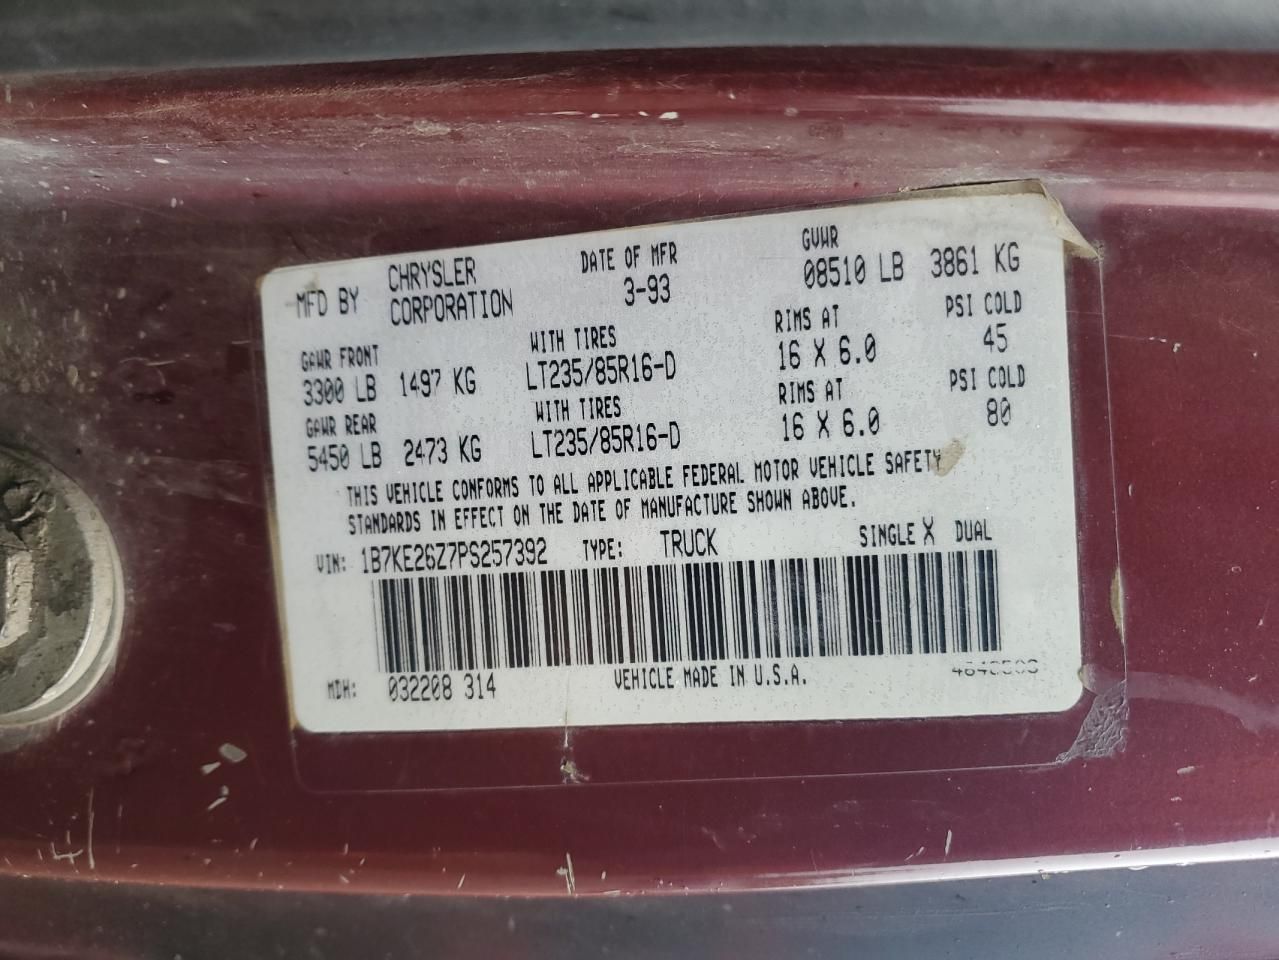 MFD BY CHRYSLER CORPORATION DATE OF MFR 3-93 GVWR 08510 LB 3861 KG
GAWR FRONT WITH TIRES RIMS AT PSI COLD
3300 LB 1497 KG LT235/85R16-D 16 X 6.0 45
GAWR REAR WITH TIRES RIMS AT PSI COLD
5450 LB 2473 KG LT235/85R16-D 16 X 6.0 80
THIS VEHICLE CONFORMS TO ALL APPLICABLE FEDERAL MOTOR VEHICLE SAFETY
STANDARDS IN EFFECT ON THE DATE OF MANUFACTURE SHOWN ABOVE.
VIN: 1B7KE26Z7PS257392 TYPE: TRUCK SINGLE X DUAL
MDH: 032208 314 VEHICLE MADE IN U.S.A.